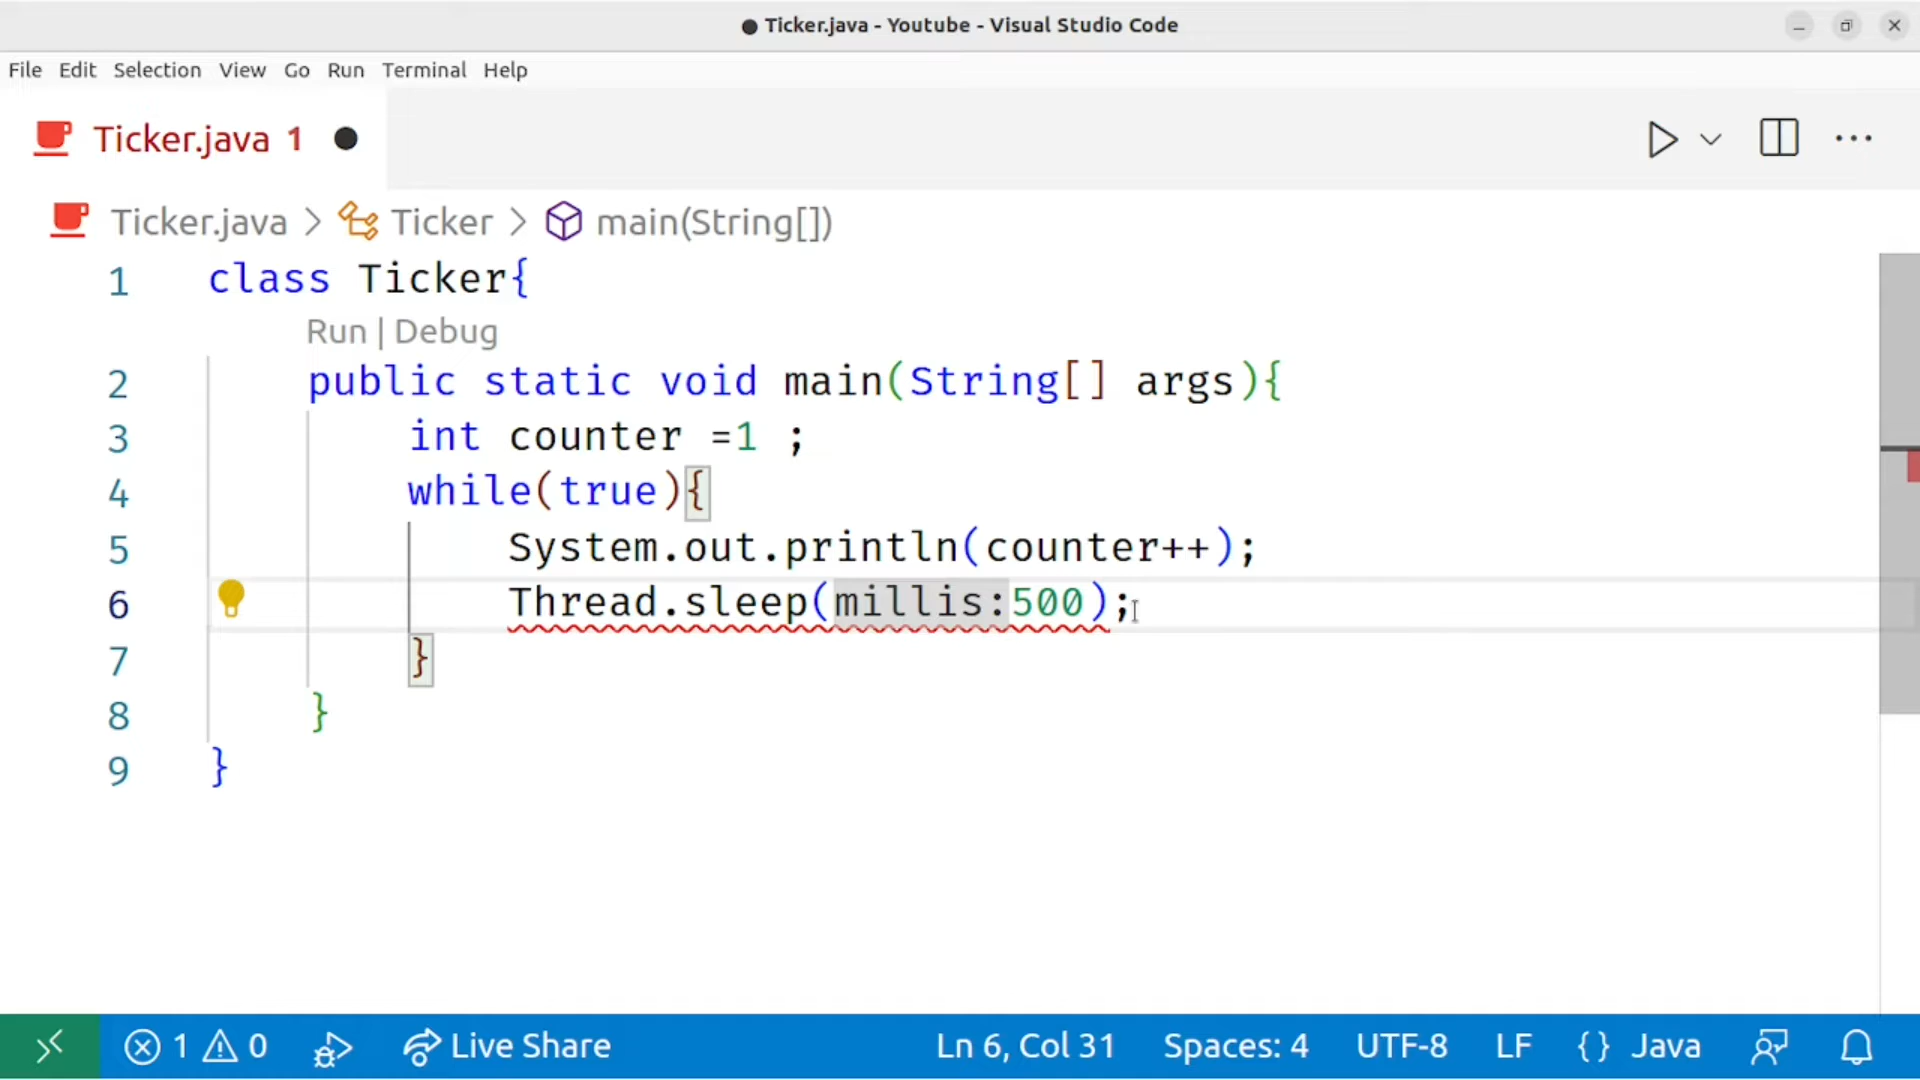 ● Ticker.java - Youtube - Visual Studio Code
File Edit Selection View Go Run Terminal Help
Ticker.java 1 ●
Ticker.java > Ticker > main(String[])
1 class Ticker{
Run | Debug
2 public static void main(String[] args){
3 int counter =1 ;
4 while(true){
5 System.out.println(counter++);
6 Thread.sleep(millis:500);
7 }
8 }
9 }
1 0 Live Share Ln 6, Col 31 Spaces: 4 UTF-8 LF {} Java